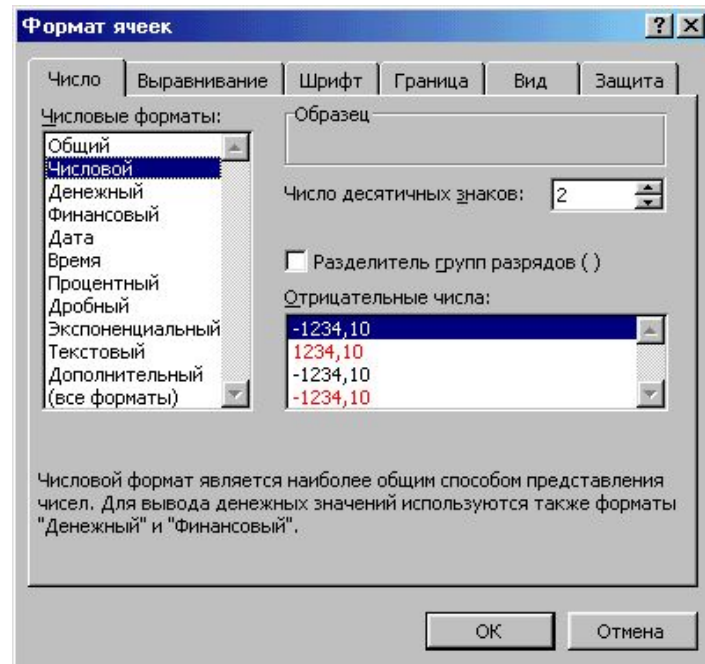 Формат ячеек
Число Выравнивание Шрифт Граница Вид Защита
Числовые форматы:
Общий
Числовой
Денежный
Финансовый
Дата
Время
Процентный
Дробный
Экспоненциальный
Текстовый
Дополнительный
(все форматы)
Образец
Число десятичных знаков: 2
Разделитель групп разрядов ( )
Отрицательные числа:
-1234,10
1234,10
-1234,10
-1234,10
Числовой формат является наиболее общим способом представления
чисел. Для вывода денежных значений используются также форматы
"Денежный" и "Финансовый".
ОК Отмена